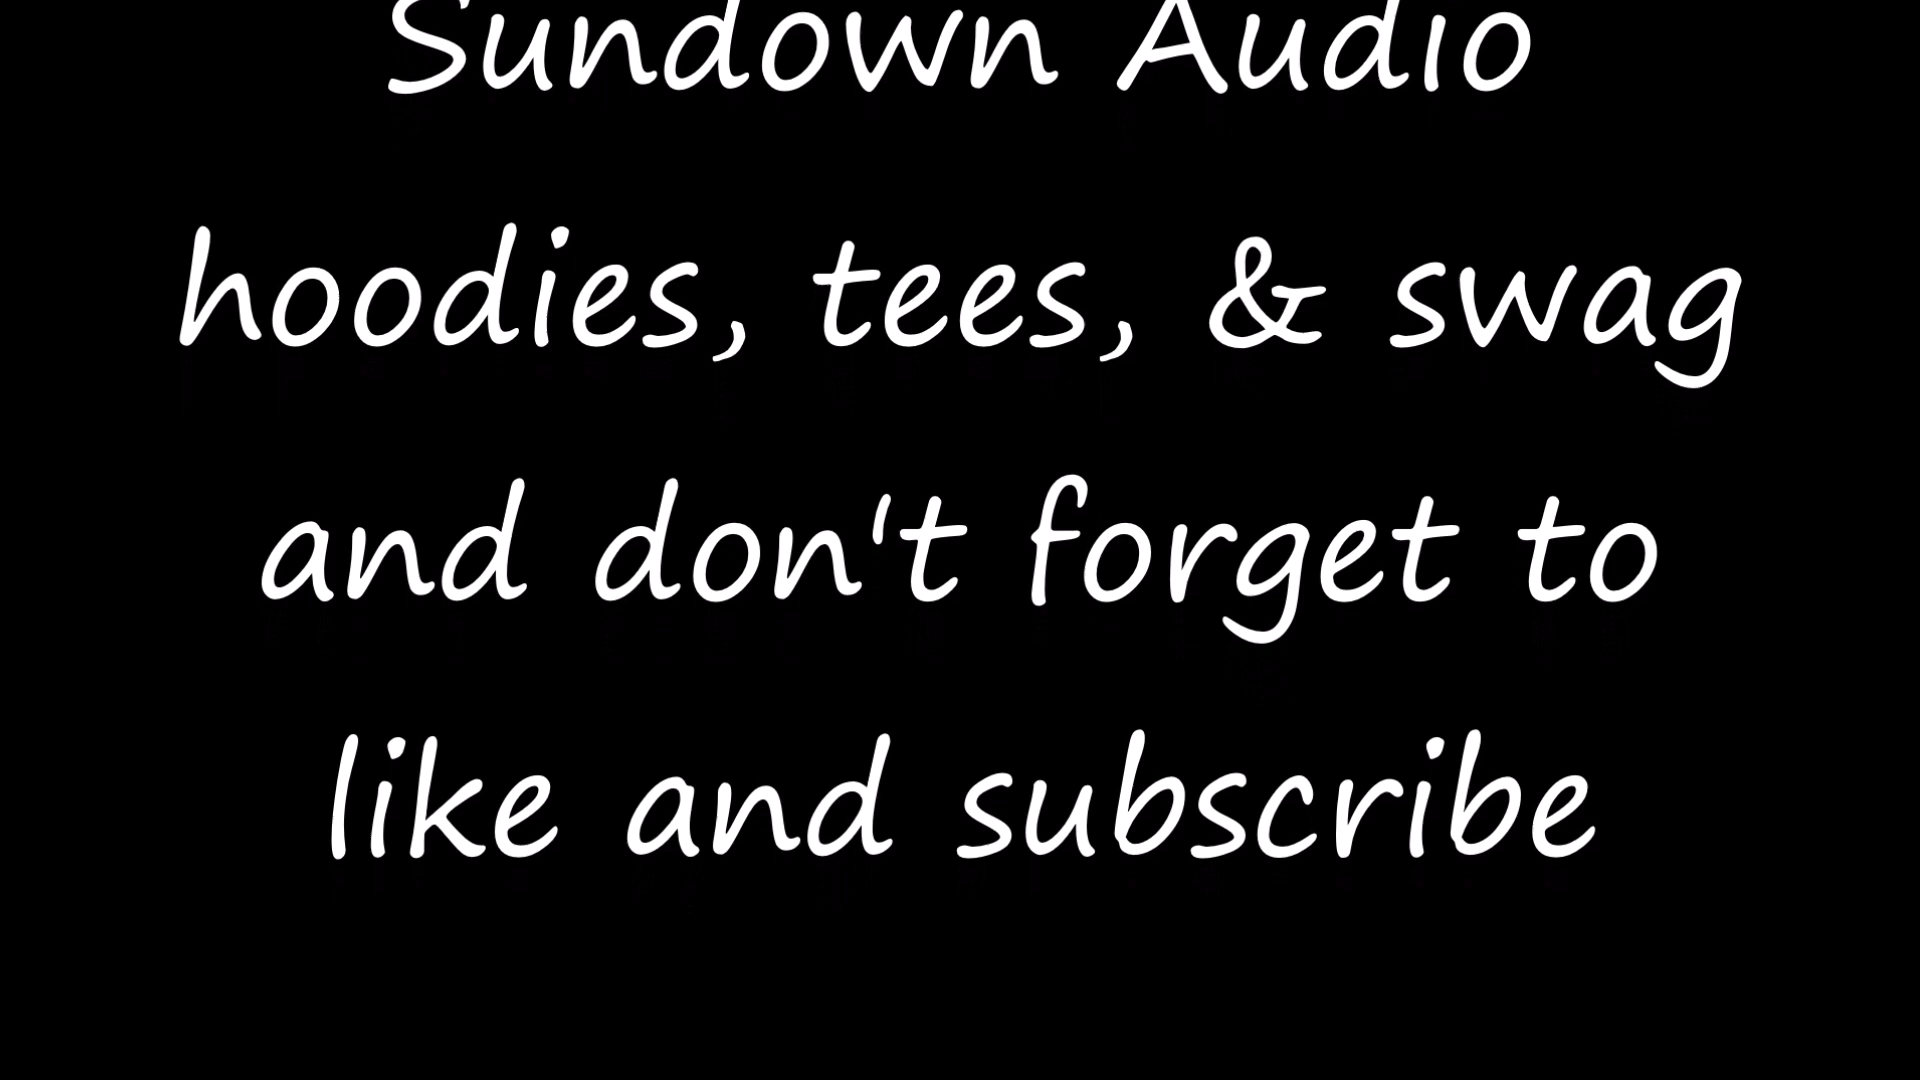 Sundown Audio
hoodies, tees, & swag
and don't forget to
like and subscribe